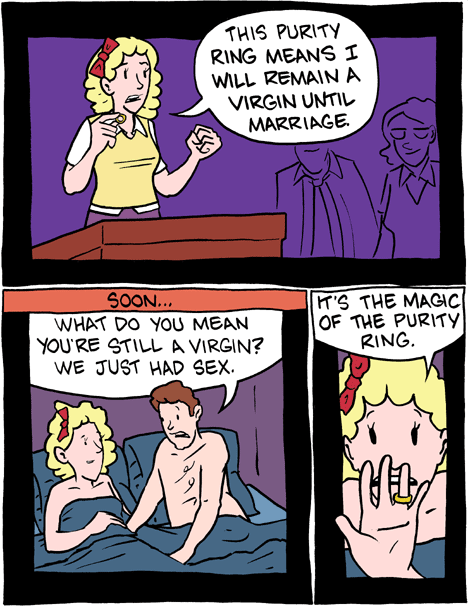 THIS PURITY
RING MEANS I
WILL REMAIN A
VIRGIN UNTIL
MARRIAGE.
SOON...
WHAT DO YOU MEAN
YOU'RE STILL A VIRGIN?
WE JUST HAD SEX.
IT'S THE MAGIC
OF THE PURITY
RING.